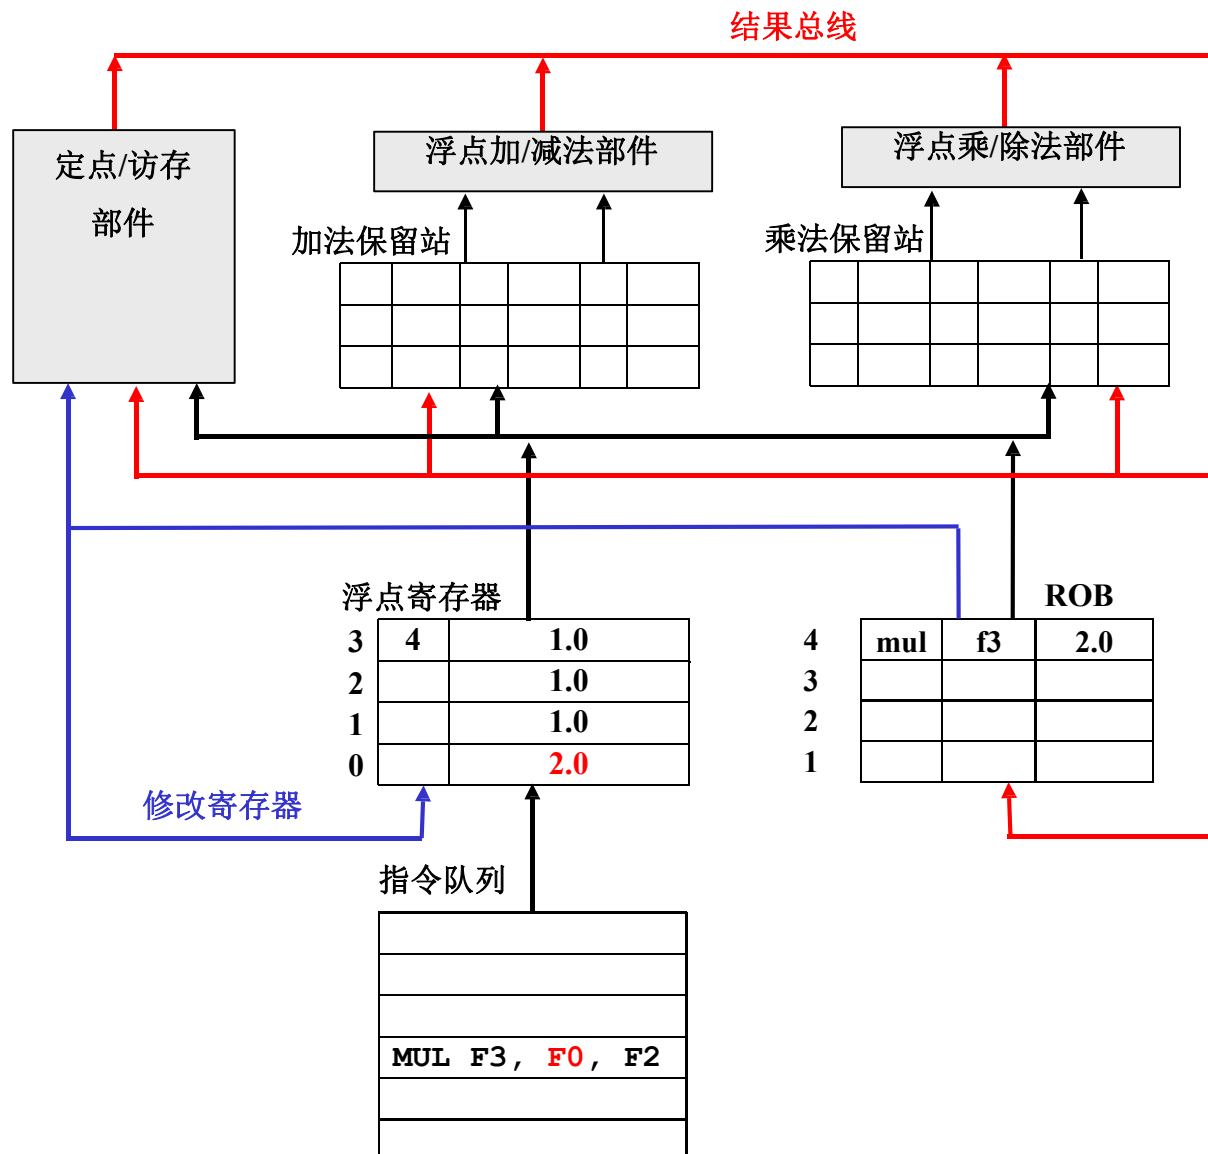 结果总线
定点/访存
部件
浮点加/减法部件
浮点乘/除法部件
加法保留站
乘法保留站
浮点寄存器
ROB
3 4 1.0
2 1.0
1 1.0
0 2.0
4 mul f3 2.0
3
2
1
修改寄存器
指令队列
MUL F3, F0, F2